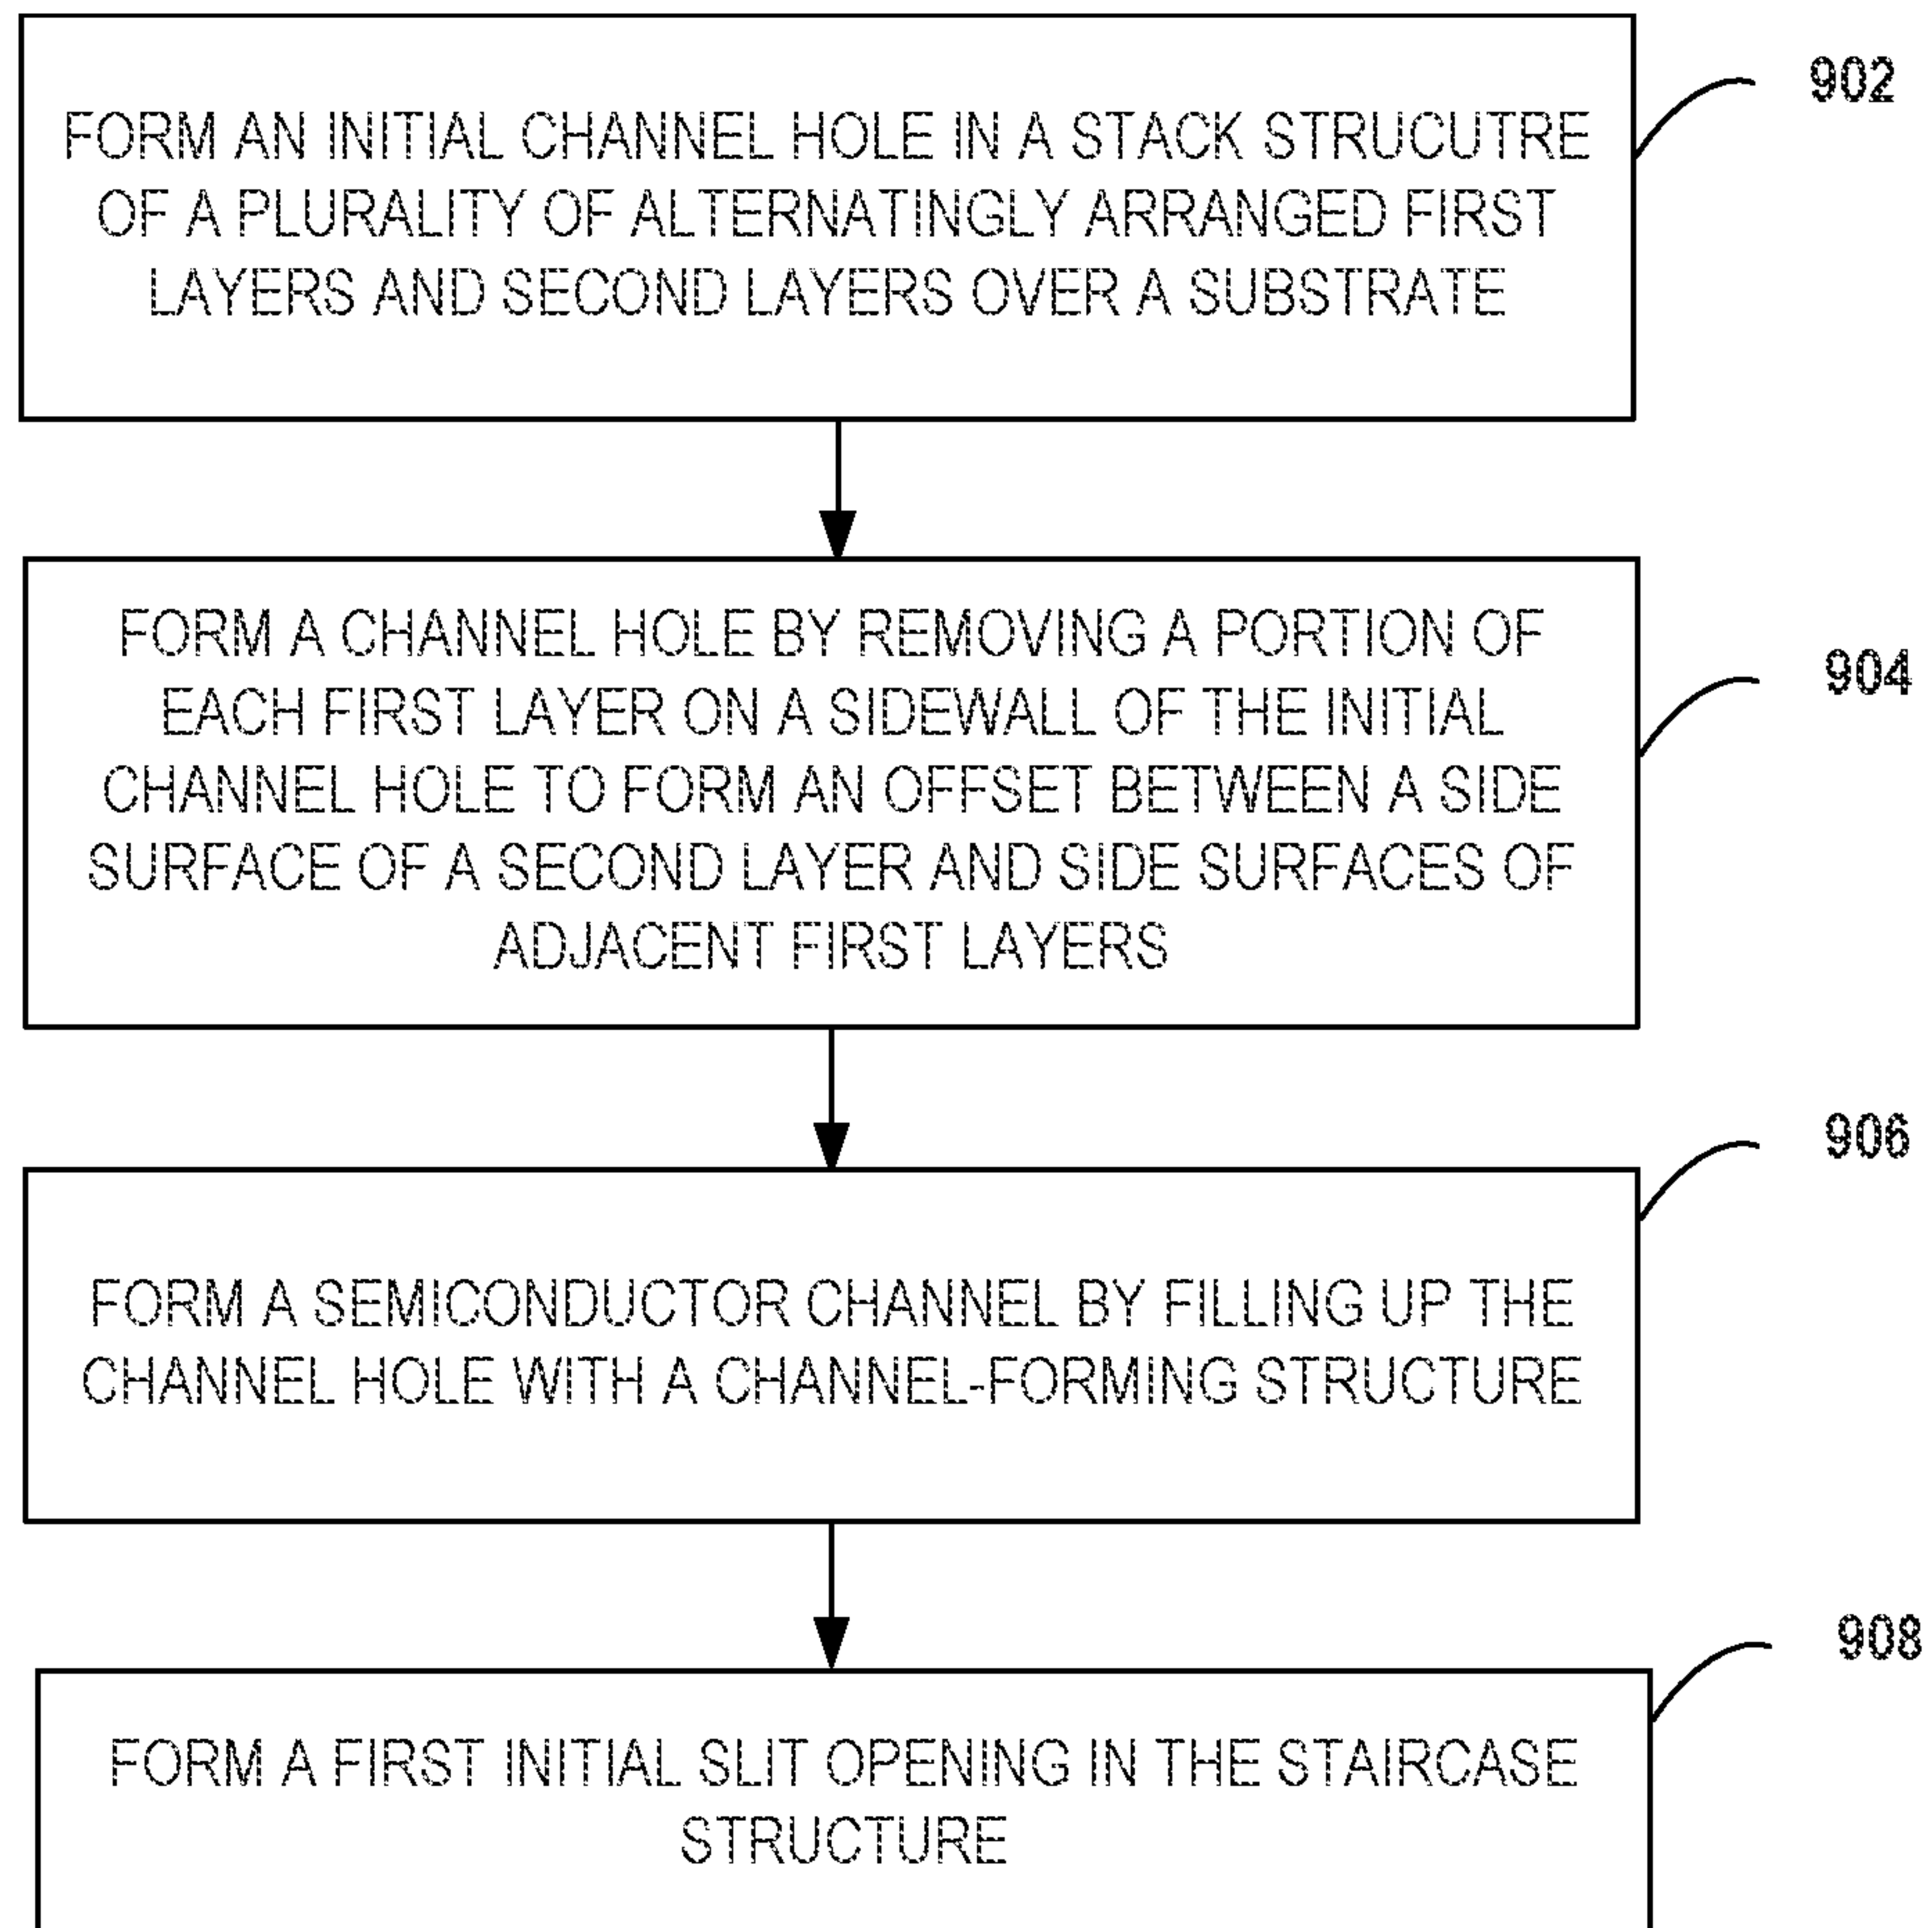 FORM AN INITIAL CHANNEL HOLE IN A STACK STRUCUTRE
OF A PLURALITY OF ALTERNATINGLY ARRANGED FIRST
LAYERS AND SECOND LAYERS OVER A SUBSTRATE
902
FORM A CHANNEL HOLE BY REMOVING A PORTION OF
EACH FIRST LAYER ON A SIDEWALL OF THE INITIAL
CHANNEL HOLE TO FORM AN OFFSET BETWEEN A SIDE
SURFACE OF A SECOND LAYER AND SIDE SURFACES OF
ADJACENT FIRST LAYERS
904
FORM A SEMICONDUCTOR CHANNEL BY FILLING UP THE
CHANNEL HOLE WITH A CHANNEL-FORMING STRUCTURE
906
FORM A FIRST INITIAL SLIT OPENING IN THE STAIRCASE
STRUCTURE
908